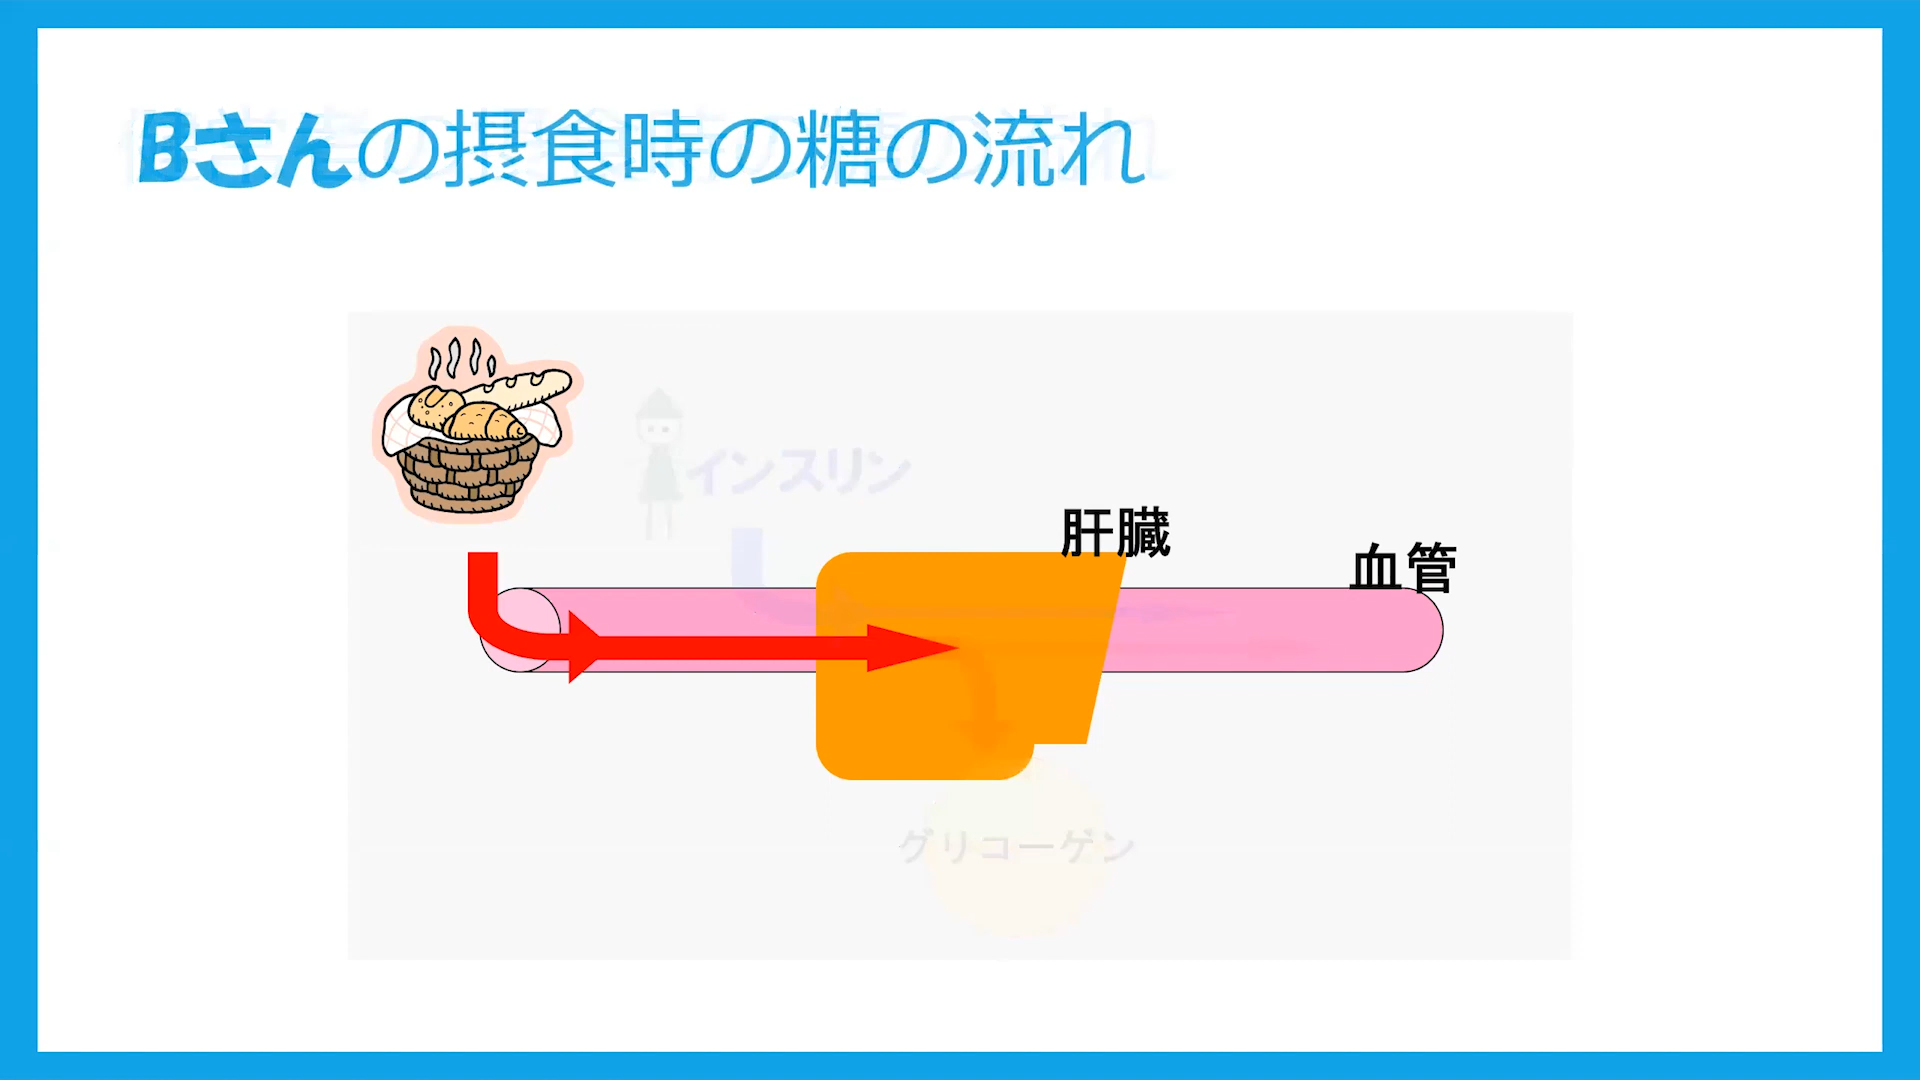 Bさんの摂食時の糖の流れ
インスリン
肝臓
血管
グリコーゲン